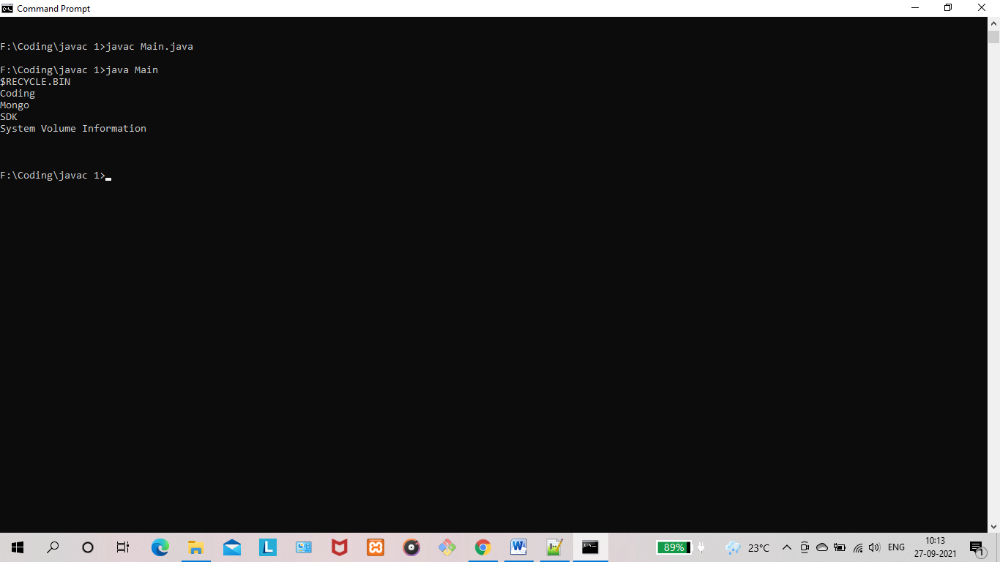 Command Prompt
F:\Coding\javac 1>javac Main.java
F:\Coding\javac 1>java Main
$RECYCLE.BIN
Coding
Mongo
SDK
System Volume Information
F:\Coding\javac 1>
89%
23°C
ENG
10:13
27-09-2021
1